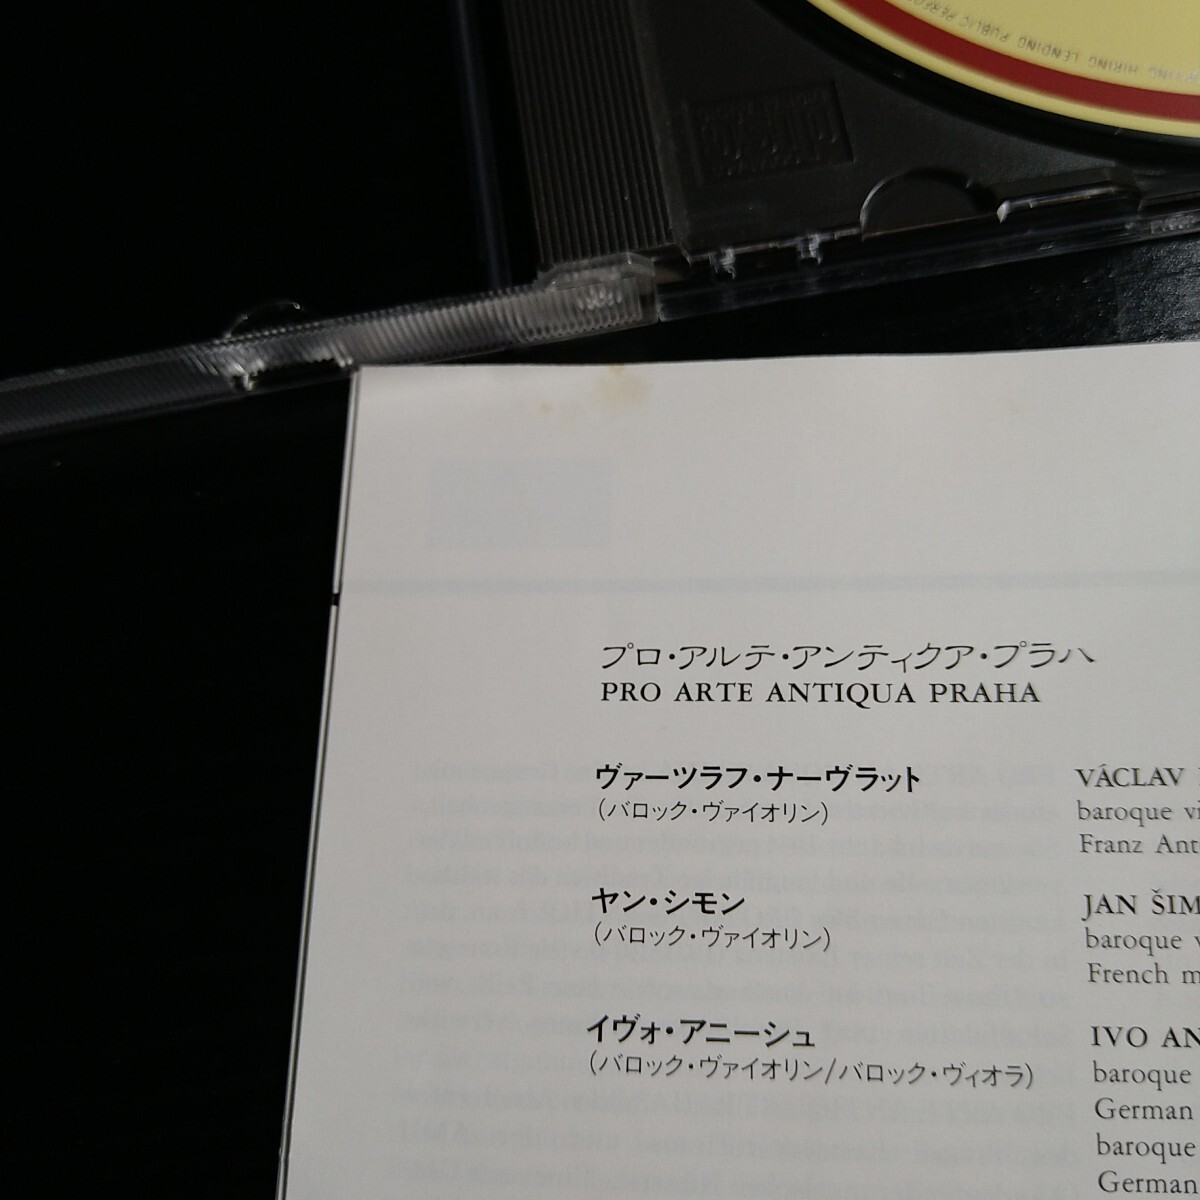 HIRING LENDING PUBLIC
プロ・アルテ・アンティクア・プラハ
PRO ARTE ANTIQUA PRAHA
ヴァーツラフ・ナーヴラット
(バロック・ヴァイオリン)
VÁCLAV
baroque vi
Franz Ant
ヤン・シモン
(バロック・ヴァイオリン)
JAN ŠIM
baroque v
French m
イヴォ・アニーシュ
(バロック・ヴァイオリン/バロック・ヴィオラ)
IVO AN
baroque
German
baroque
German